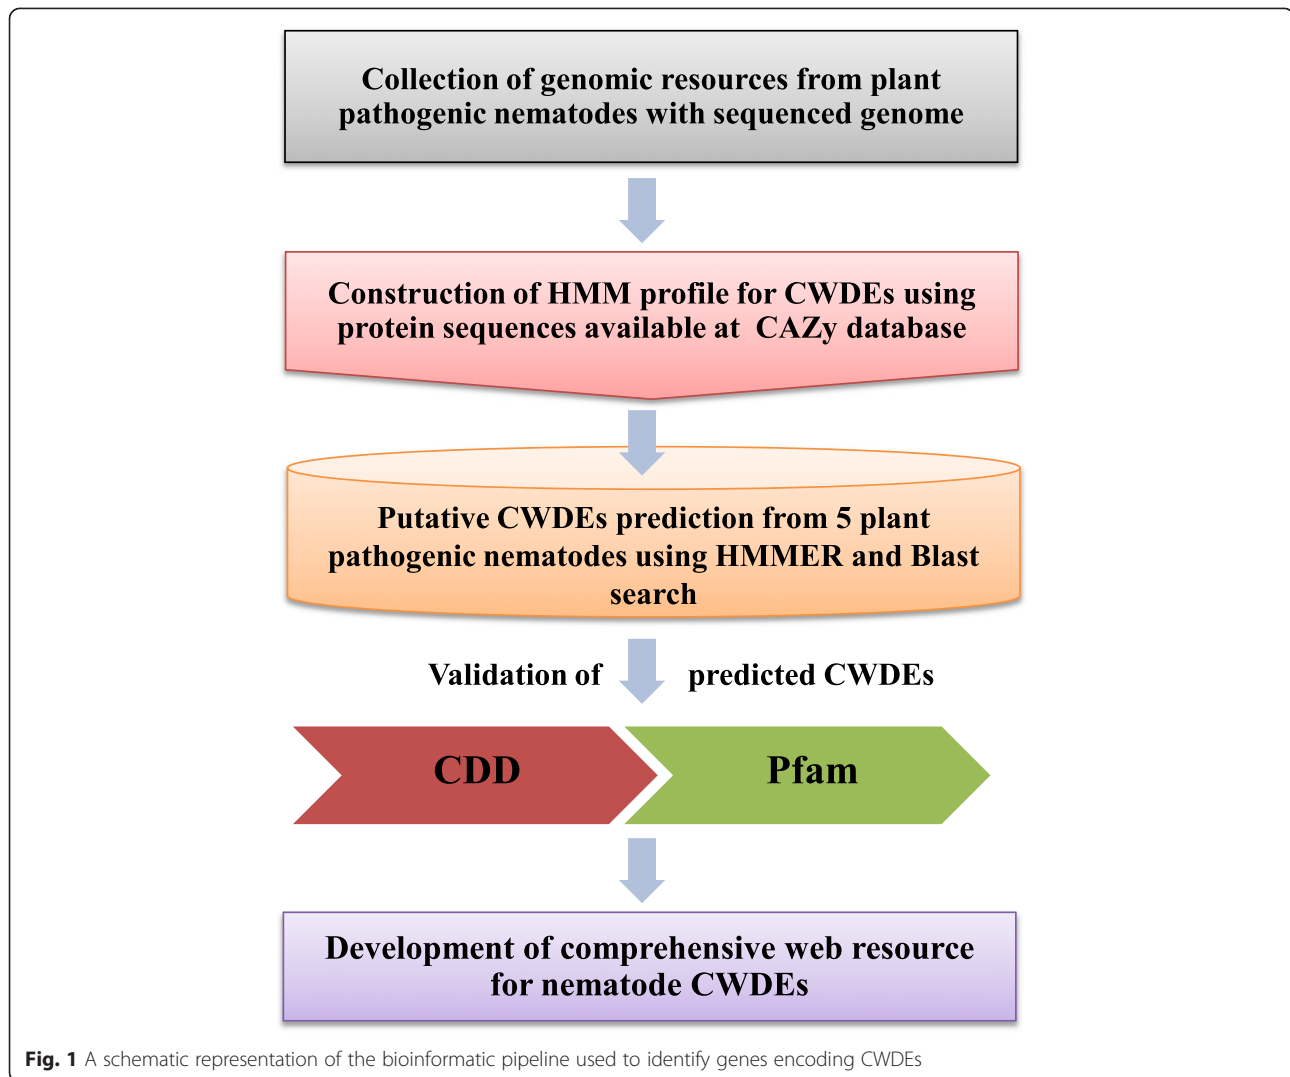 Collection of genomic resources from plant
pathogenic nematodes with sequenced genome
Construction of HMM profile for CWDEs using
protein sequences available at CAZy database
Putative CWDEs prediction from 5 plant
pathogenic nematodes using HMMER and Blast
search
Validation of predicted CWDEs
CDD Pfam
Development of comprehensive web resource
for nematode CWDEs
Fig. 1 A schematic representation of the bioinformatic pipeline used to identify genes encoding CWDEs